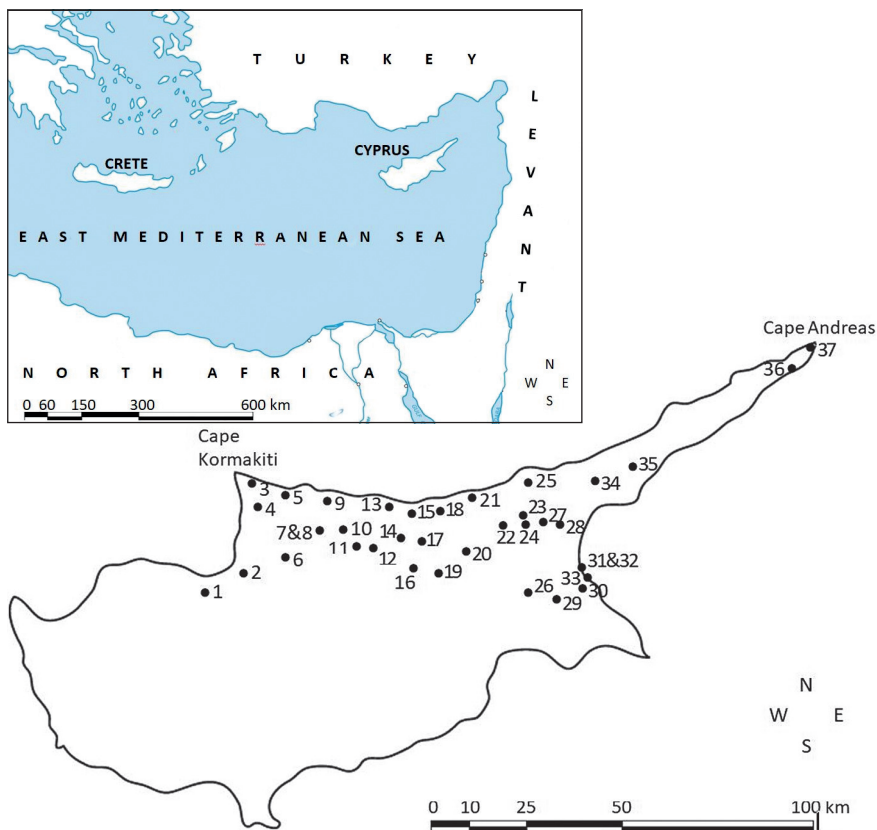 T U R K E Y
L E V A N T
CRETE
CYPRUS
E A S T M E D I T E R R A N E A N S E A
N O R T H A F R I C A
N
W E
S
0 60 150 300 600 km
Cape Andreas
37
36
Cape
Kormakiti
3
5
9
4
13
15
18
21
25
34
35
7&8
10
14
17
23
27
28
22
24
11
12
20
6
2
16
19
1
31&32
33
30
26
29
N
W E
S
0 10 25 50 100 km